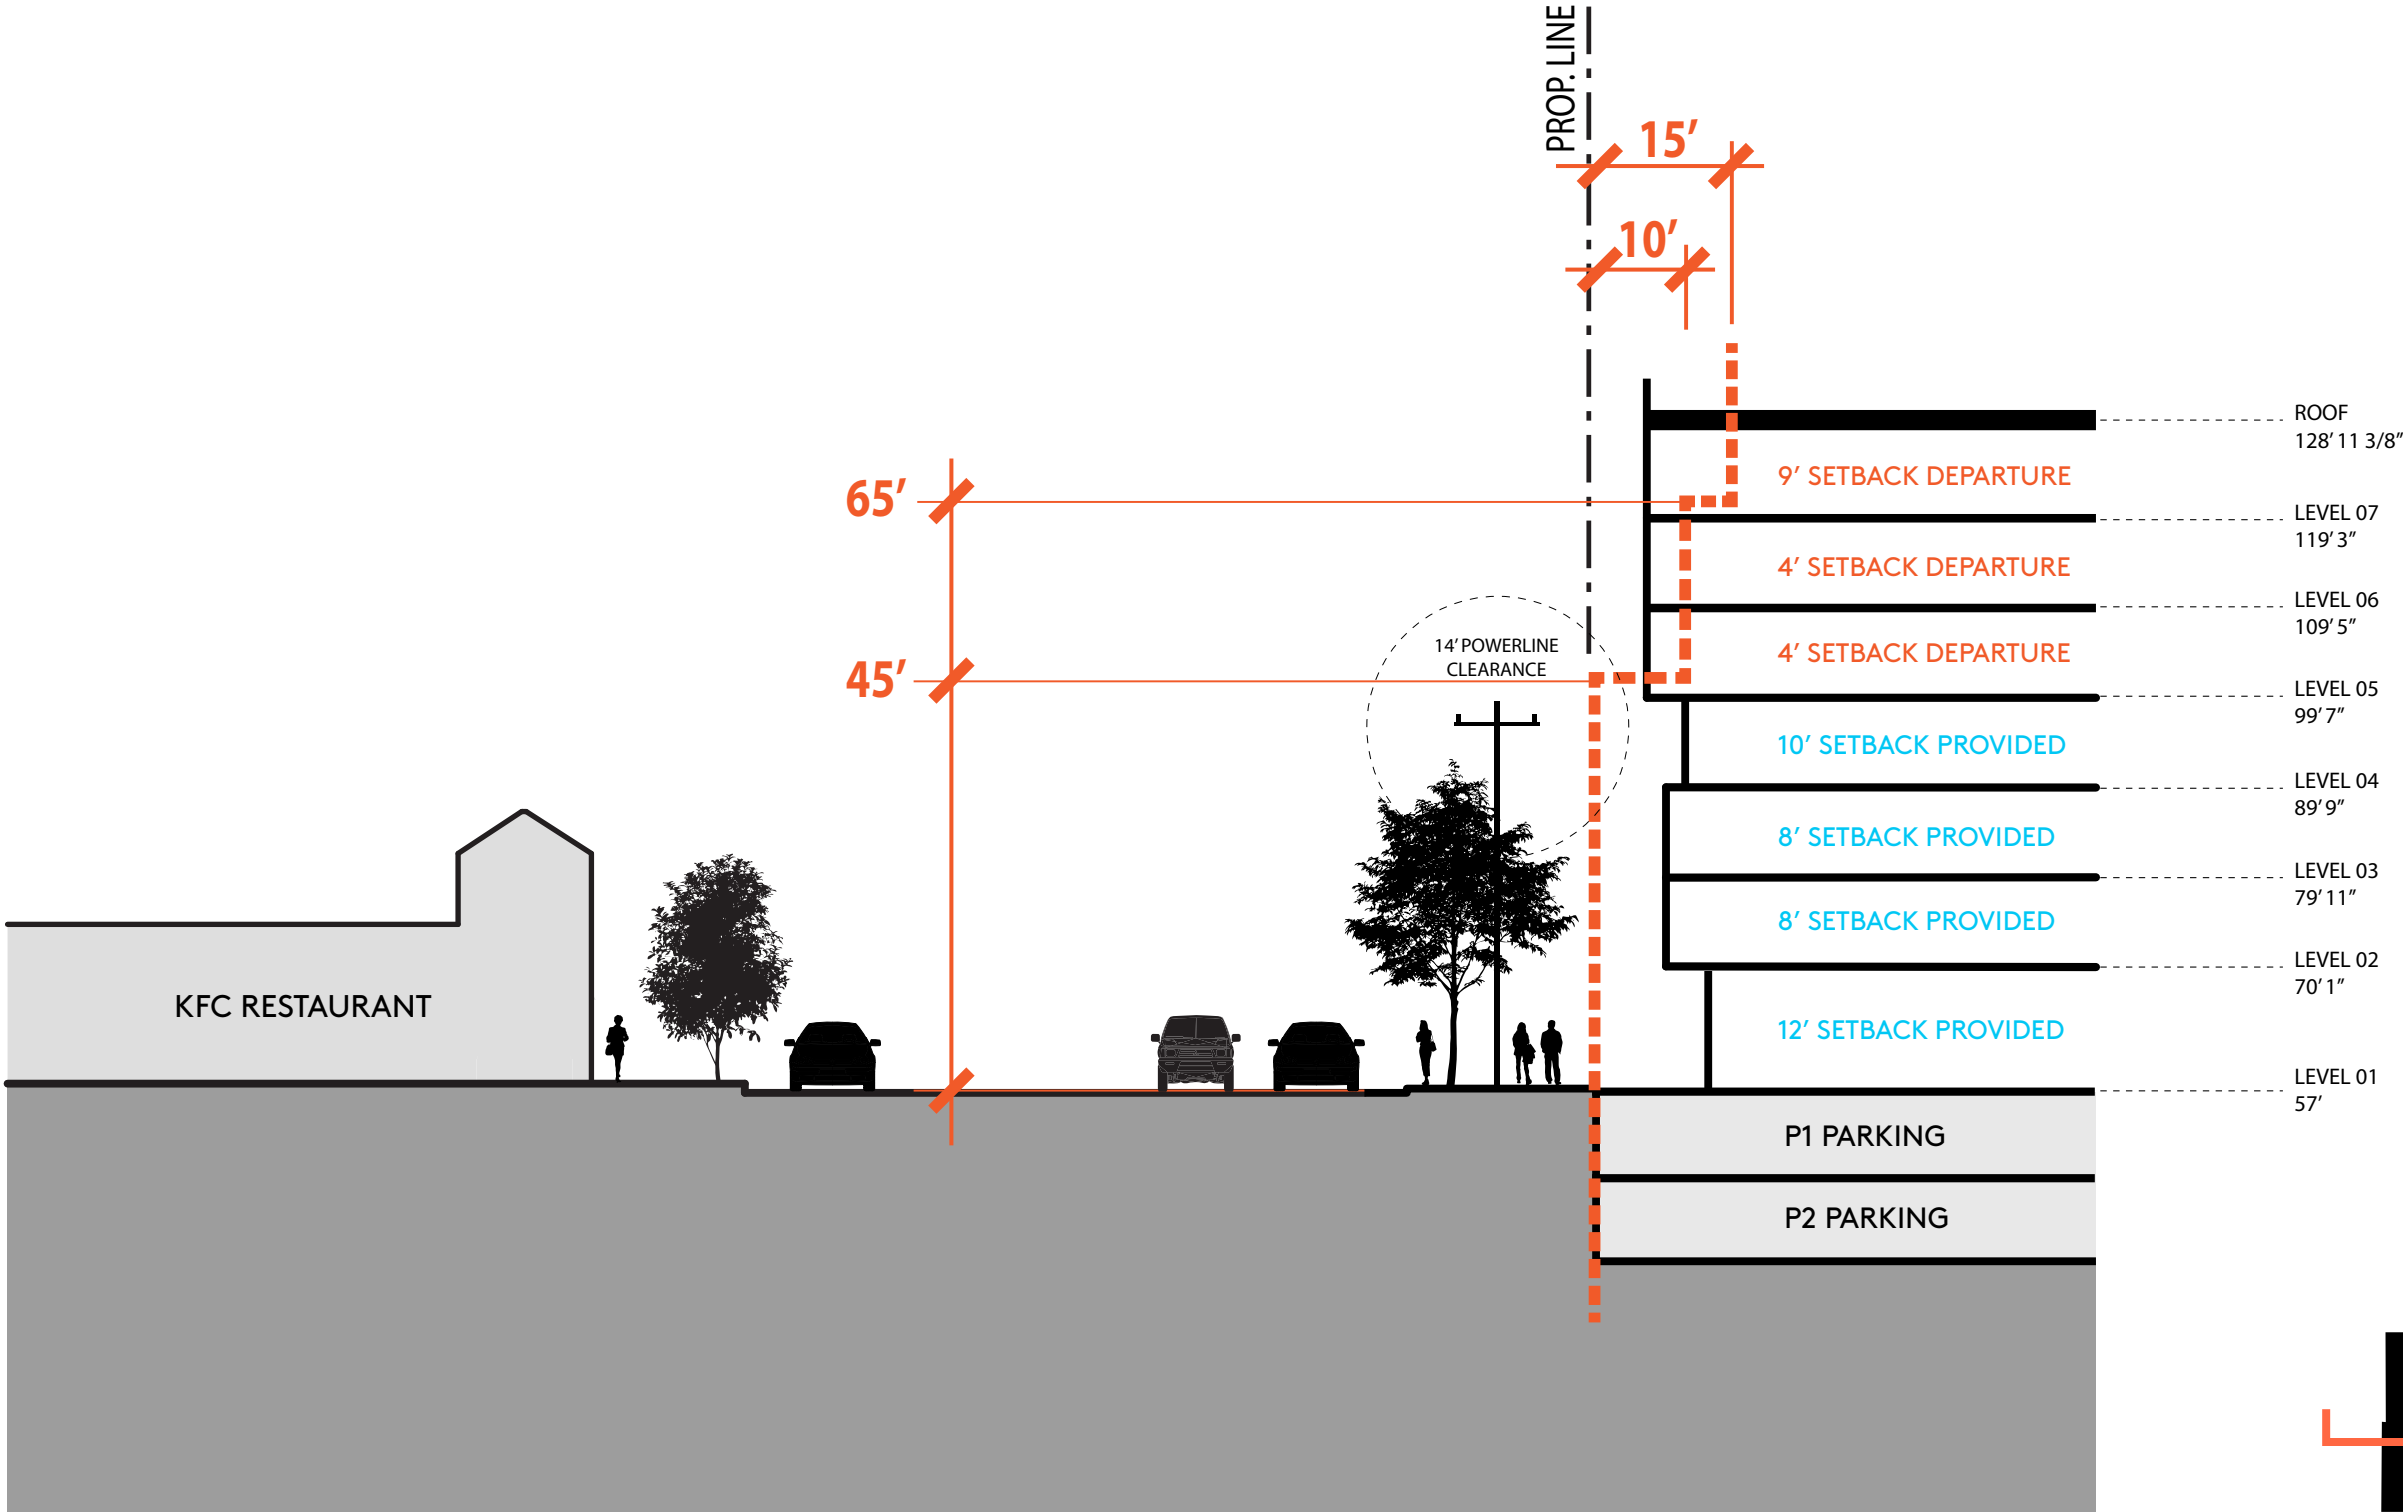 PROP. LINE
15’
10’
ROOF
128’ 11 3/8”
9’ SETBACK DEPARTURE
65’
LEVEL 07
119’ 3”
4’ SETBACK DEPARTURE
LEVEL 06
109’ 5”
14’ POWERLINE
CLEARANCE
4’ SETBACK DEPARTURE
45’
LEVEL 05
99’ 7”
10’ SETBACK PROVIDED
LEVEL 04
89’ 9”
8’ SETBACK PROVIDED
LEVEL 03
79’ 11”
8’ SETBACK PROVIDED
LEVEL 02
70’ 1”
KFC RESTAURANT
12’ SETBACK PROVIDED
LEVEL 01
57’
P1 PARKING
P2 PARKING